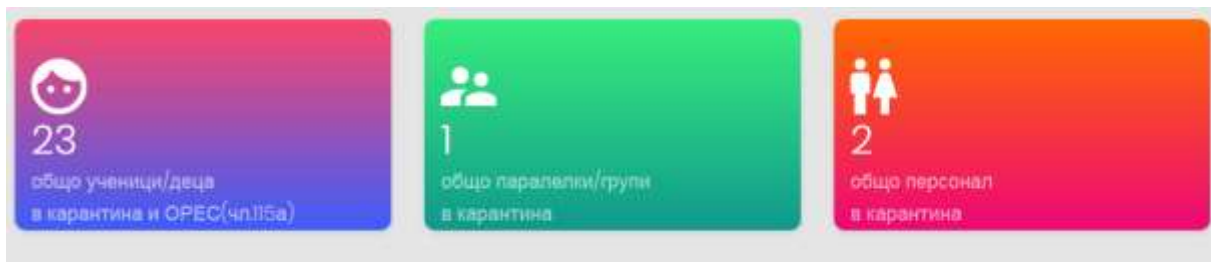 23
общо ученици/деца
в карантина и ОРЕС(чл.115а)
1
общо паралелки/групи
в карантина
2
общо персонал
в карантина